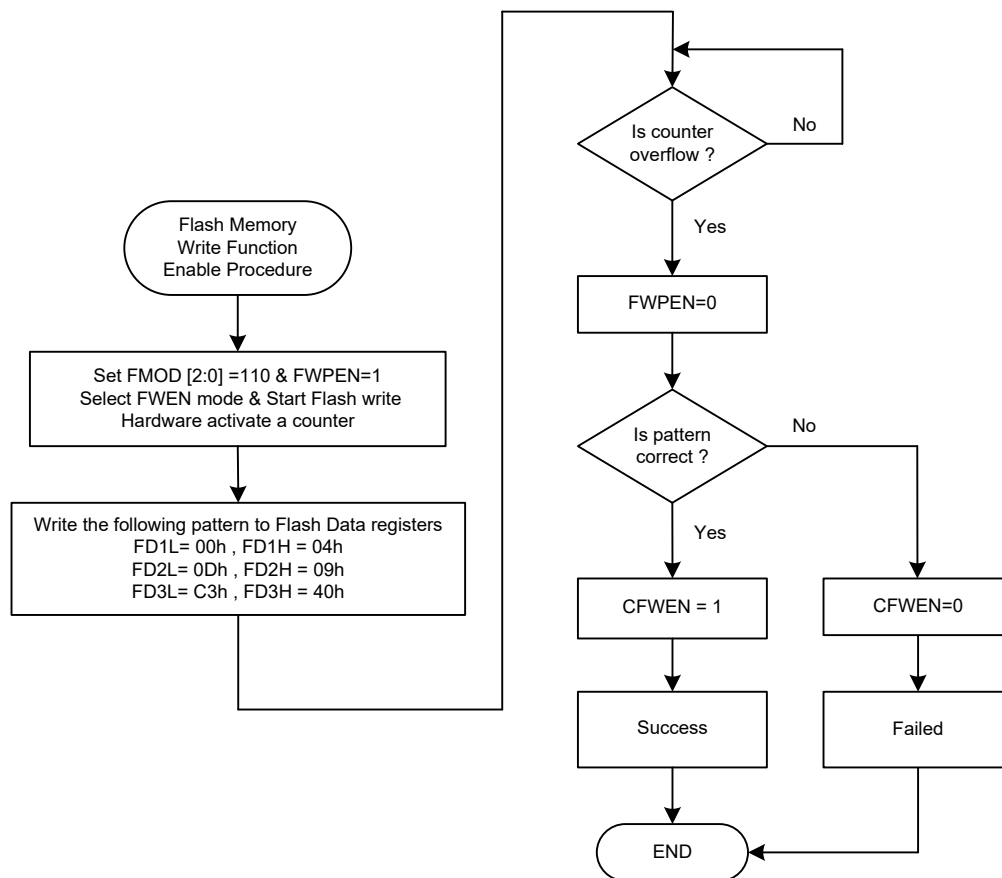 Flash Memory
Write Function
Enable Procedure
Set FMOD [2:0] =110 & FWPEN=1
Select FWEN mode & Start Flash write
Hardware activate a counter
Write the following pattern to Flash Data registers
FD1L= 00h , FD1H = 04h
FD2L= 0Dh , FD2H = 09h
FD3L= C3h , FD3H = 40h
Is counter
overflow ?
No
Yes
FWPEN=0
Is pattern
correct ?
No
Yes
CFWEN = 1
CFWEN=0
Success
Failed
END